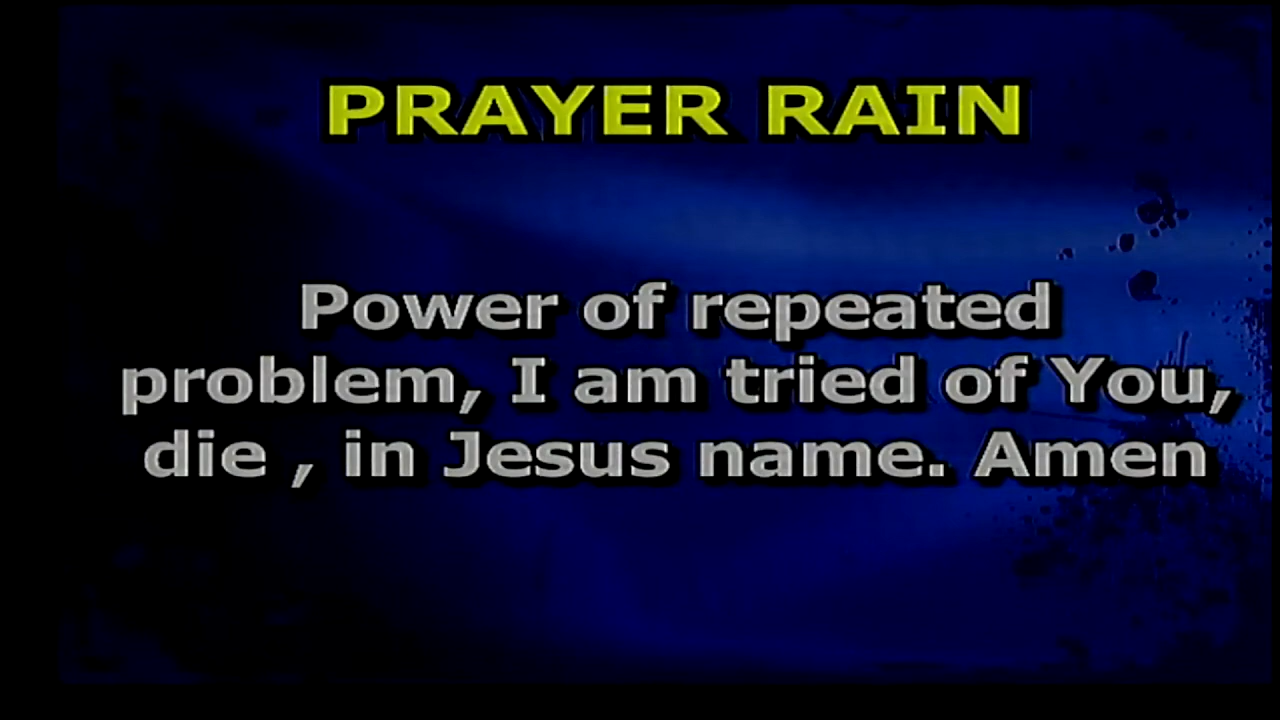 PRAYER RAIN
Power of repeated
problem, I am tried of You,
die , in Jesus name. Amen